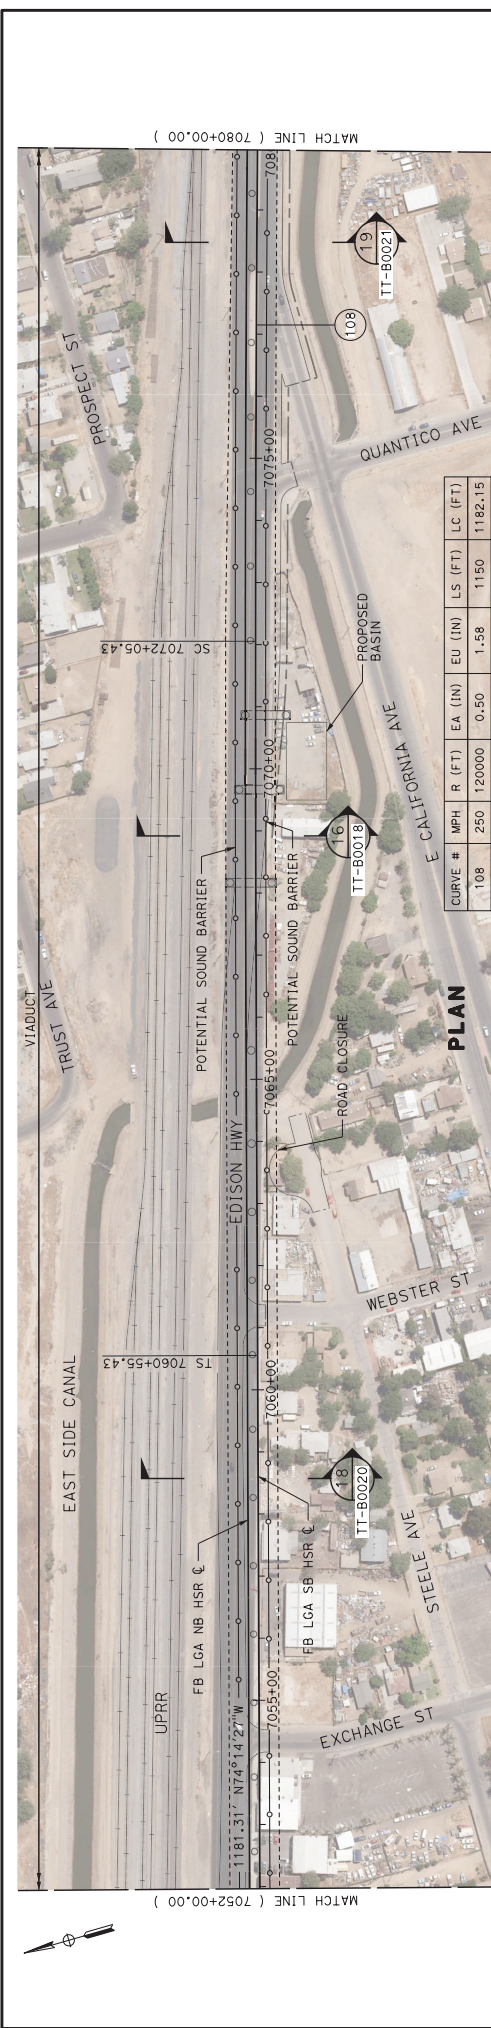 MATCH LINE ( 7052+00.00 )
MATCH LINE ( 7080+00.00 )
VIADUCT
TRUST AVE
PROSPECT ST
EAST SIDE CANAL
UPRR
TS 7060+55.43
SC 7072+05.43
FB LGA NB HSR ℄
POTENTIAL SOUND BARRIER
1181.31' N74°14'27"W
EDISON HWY
7055+00
7060+00
7065+00
7070+00
7075+00
708
FB LGA SB HSR ℄
POTENTIAL SOUND BARRIER
ROAD CLOSURE
PROPOSED
BASIN
108
18
TT-B0020
16
TT-B0018
19
TT-B0021
EXCHANGE ST
STEELE AVE
WEBSTER ST
E CALIFORNIA AVE
QUANTICO AVE
PLAN
CURVE # MPH R (FT) EA (IN) EU (IN) LS (FT) LC (FT)
108 250 120000 0.50 1.58 1150 1182.15